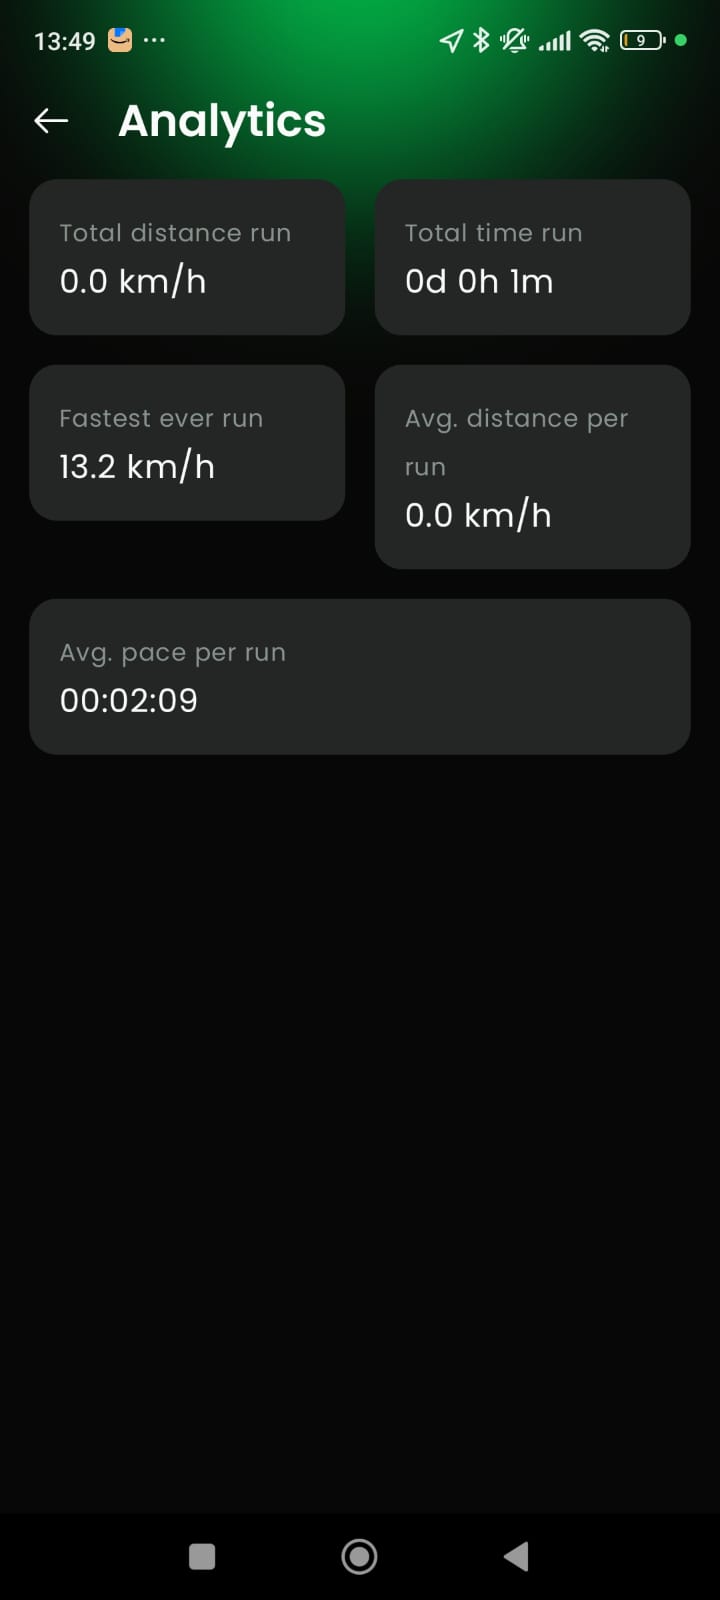 13:49
9
Analytics
Total distance run
0.0 km/h
Total time run
0d 0h 1m
Fastest ever run
13.2 km/h
Avg. distance per
run
0.0 km/h
Avg. pace per run
00:02:09